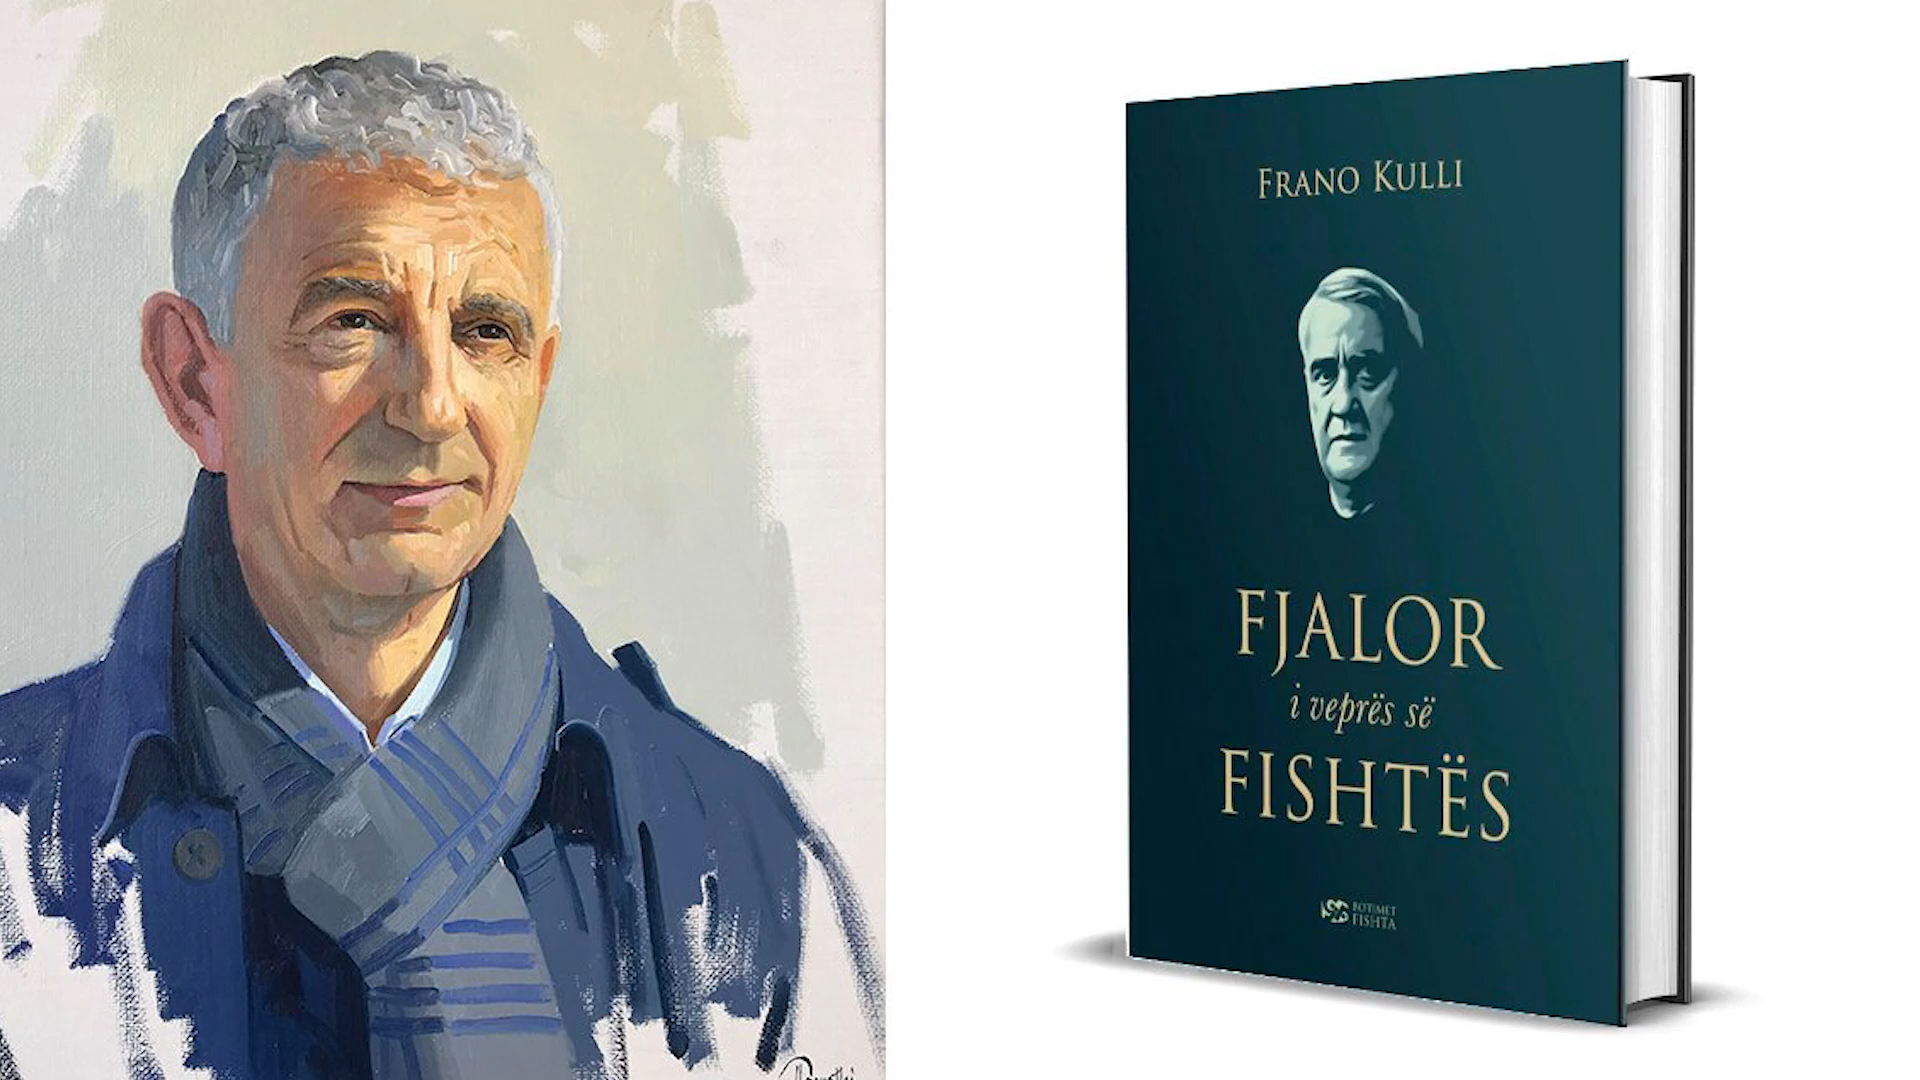 FRANO KULLI
FJALOR
i veprës së
FISHTËS
BOTIMET
FISHTA